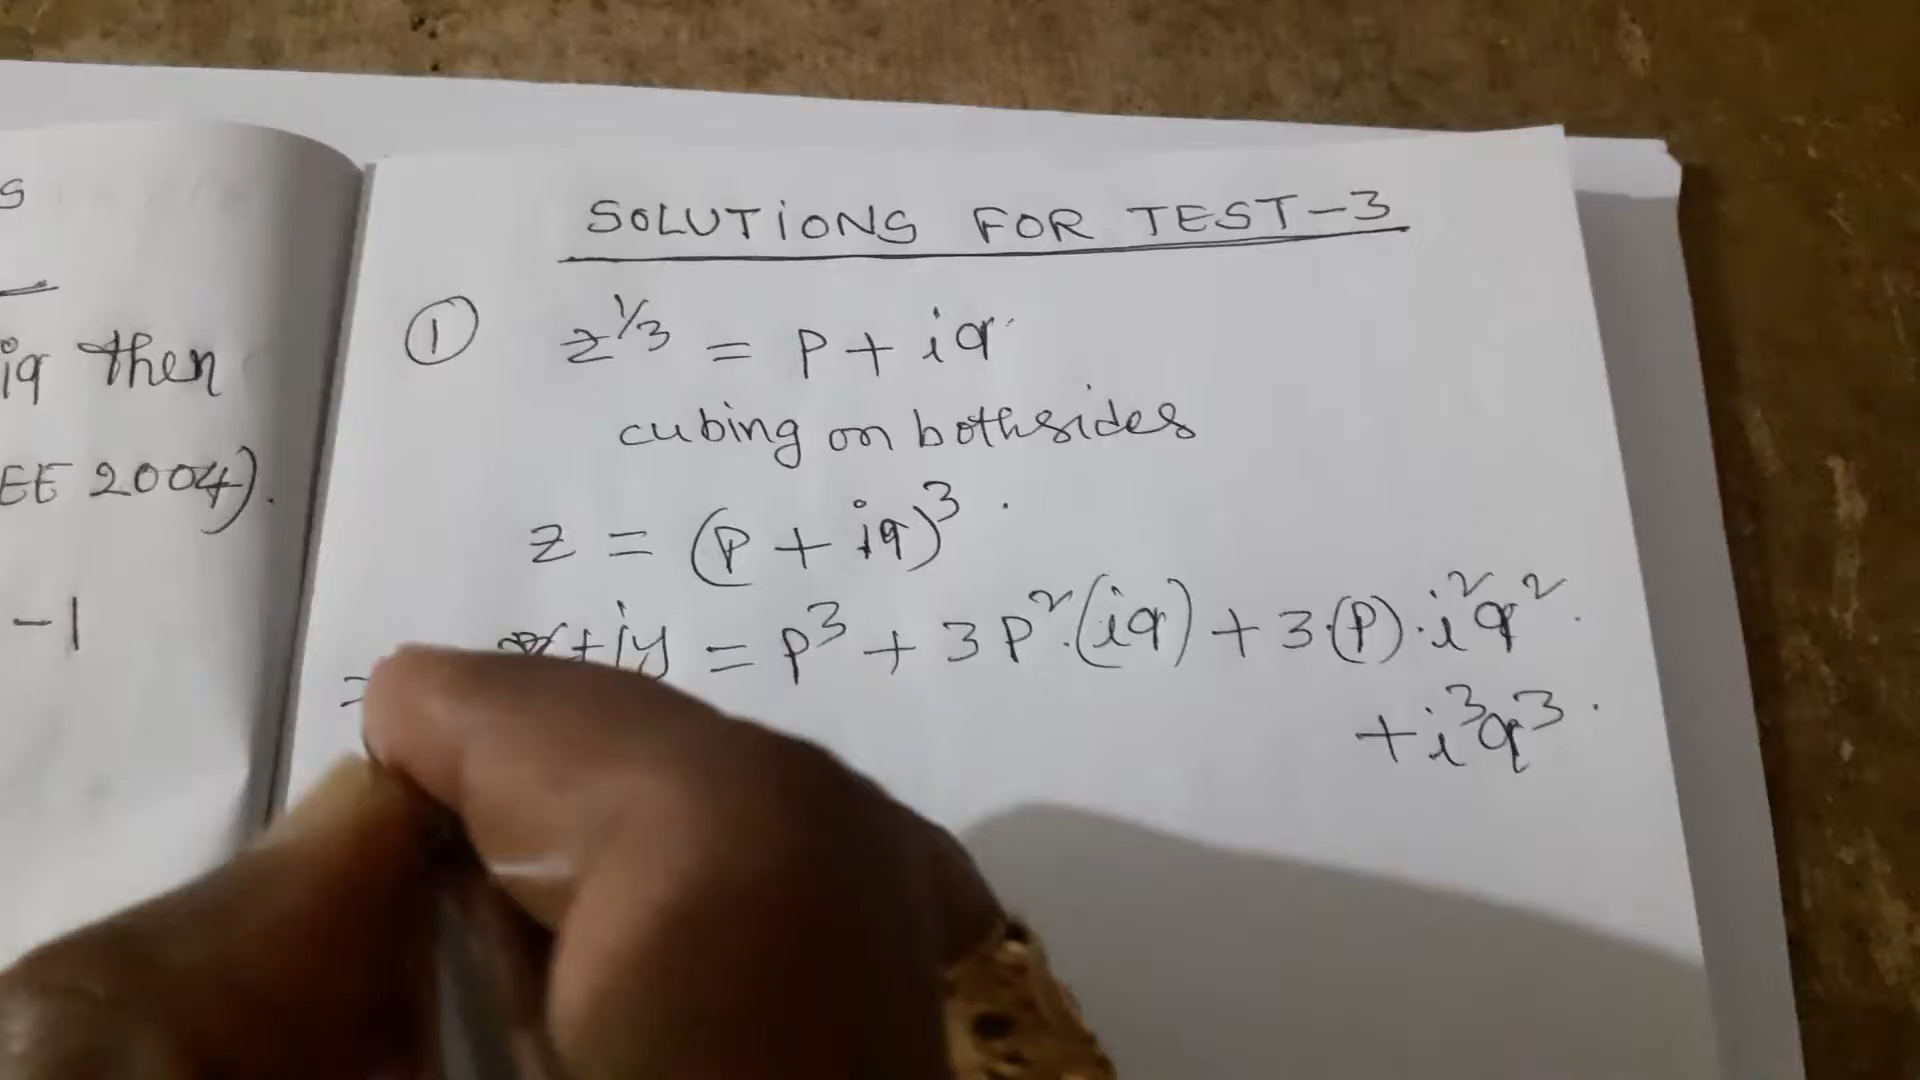 S
iq then
EE 2004).
-1
SOLUTIONS FOR TEST-3
① z^1/3 = p + iq
cubing on bothsides
z = (p + iq)^3.
x+iy = p^3 + 3p^2.(iq) + 3.(p).i^2q^2.
+i^3q^3.
=